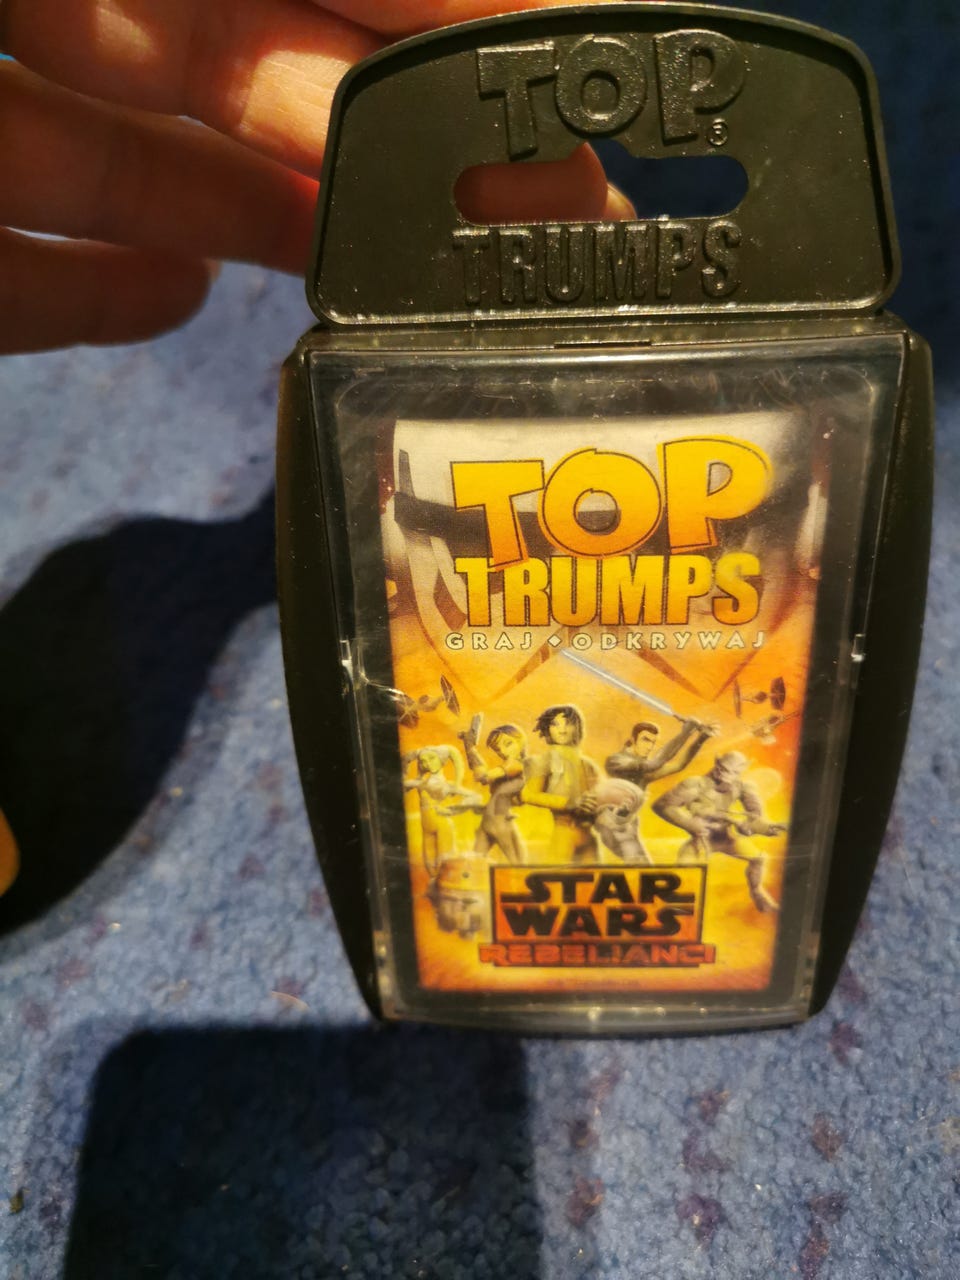 TOP®
TRUMPS
TOP
TRUMPS
GRAJ ◆ ODKRYWAJ
STAR
WARS
REBELIANCI